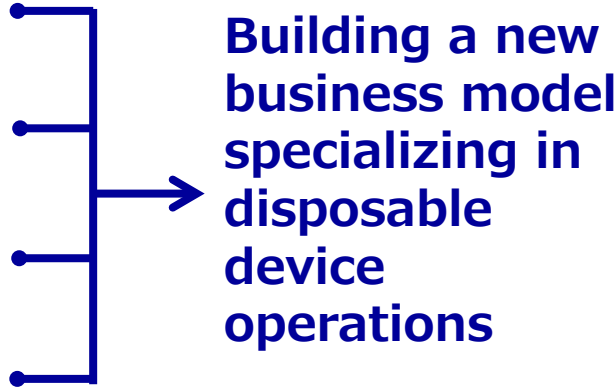 Building a new
business model
specializing in
disposable
device
operations